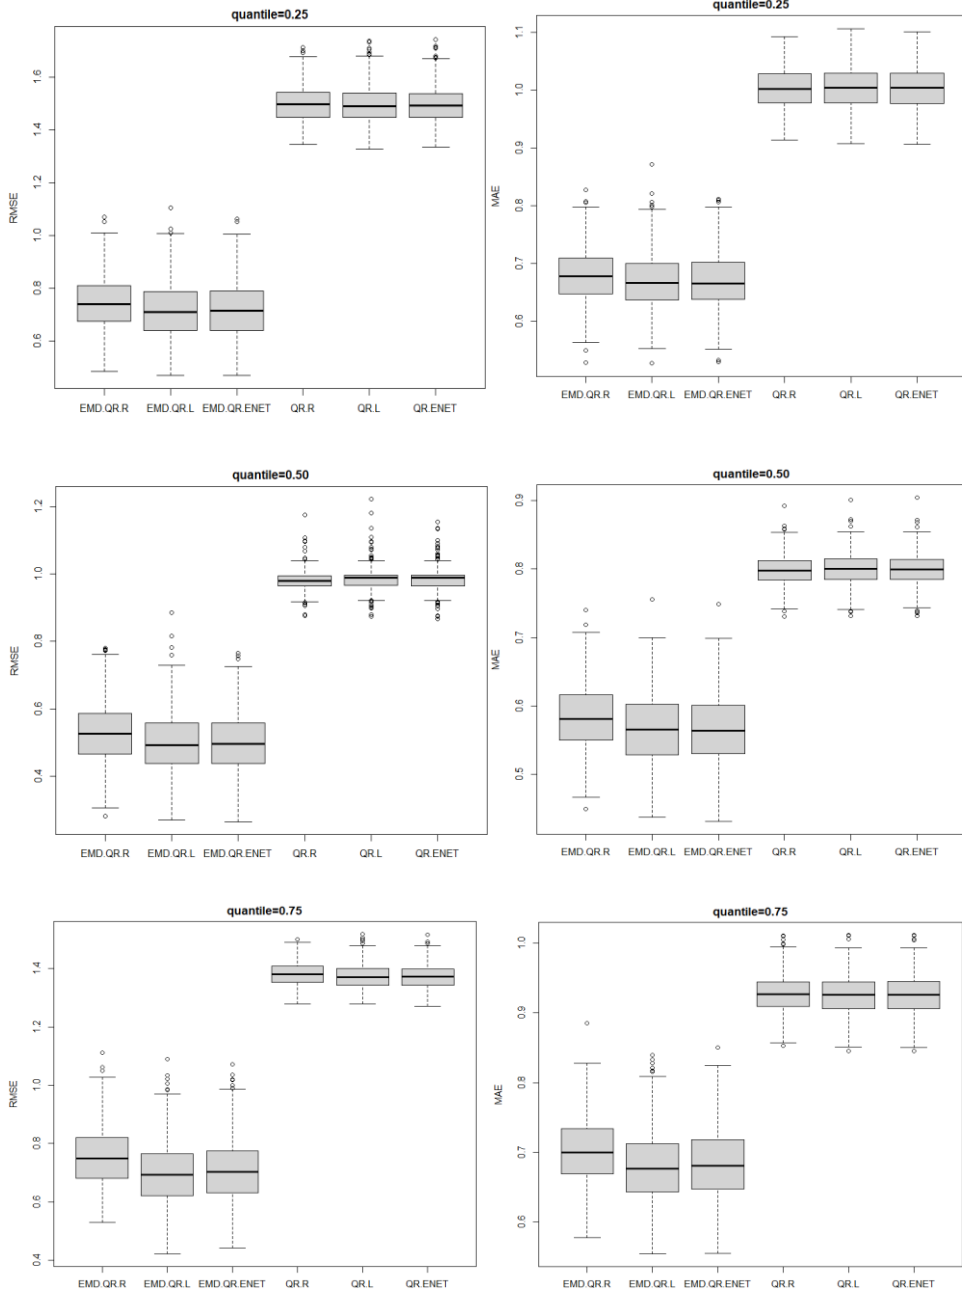 quantile=0.25
RMSE
1.6
1.4
1.2
1.0
0.8
0.6
EMD.QR.R EMD.QR.L EMD.QR.ENET QR.R QR.L QR.ENET
quantile=0.25
MAE
1.1
1.0
0.9
0.8
0.7
0.6
EMD.QR.R EMD.QR.L EMD.QR.ENET QR.R QR.L QR.ENET
quantile=0.50
RMSE
1.2
1.0
0.8
0.6
0.4
EMD.QR.R EMD.QR.L EMD.QR.ENET QR.R QR.L QR.ENET
quantile=0.50
MAE
0.9
0.8
0.7
0.6
0.5
EMD.QR.R EMD.QR.L EMD.QR.ENET QR.R QR.L QR.ENET
quantile=0.75
RMSE
1.4
1.2
1.0
0.8
0.6
0.4
EMD.QR.R EMD.QR.L EMD.QR.ENET QR.R QR.L QR.ENET
quantile=0.75
MAE
1.0
0.9
0.8
0.7
0.6
EMD.QR.R EMD.QR.L EMD.QR.ENET QR.R QR.L QR.ENET